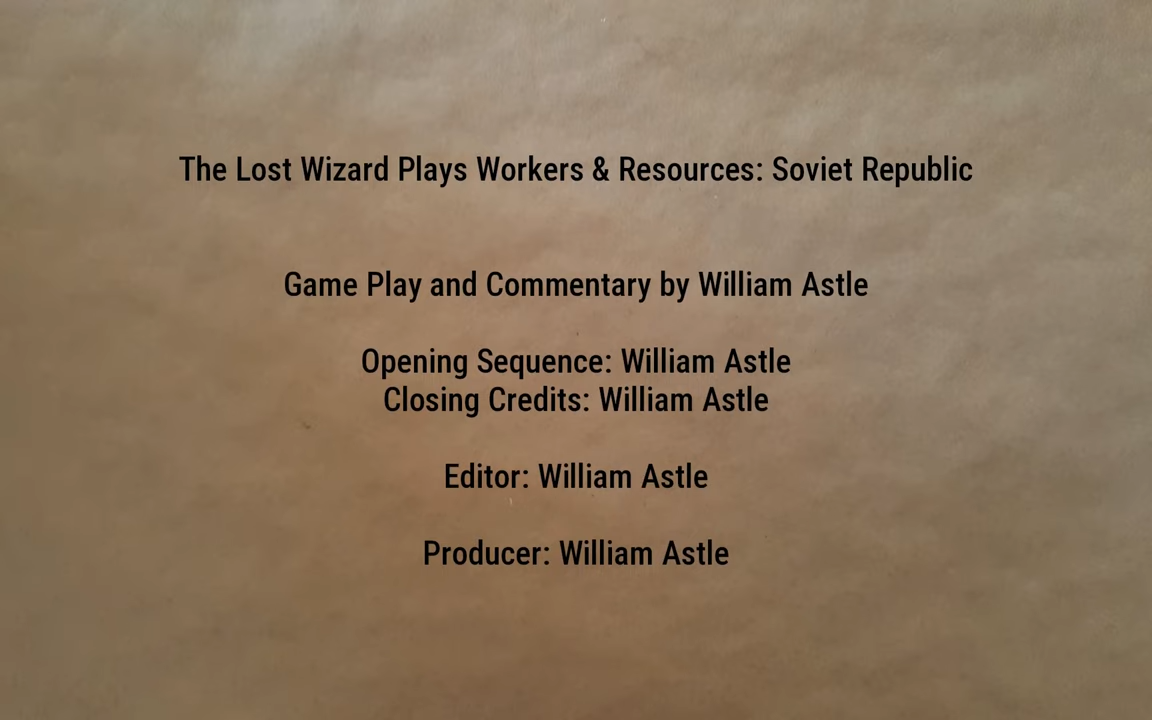 The Lost Wizard Plays Workers & Resources: Soviet Republic
Game Play and Commentary by William Astle
Opening Sequence: William Astle
Closing Credits: William Astle
Editor: William Astle
Producer: William Astle